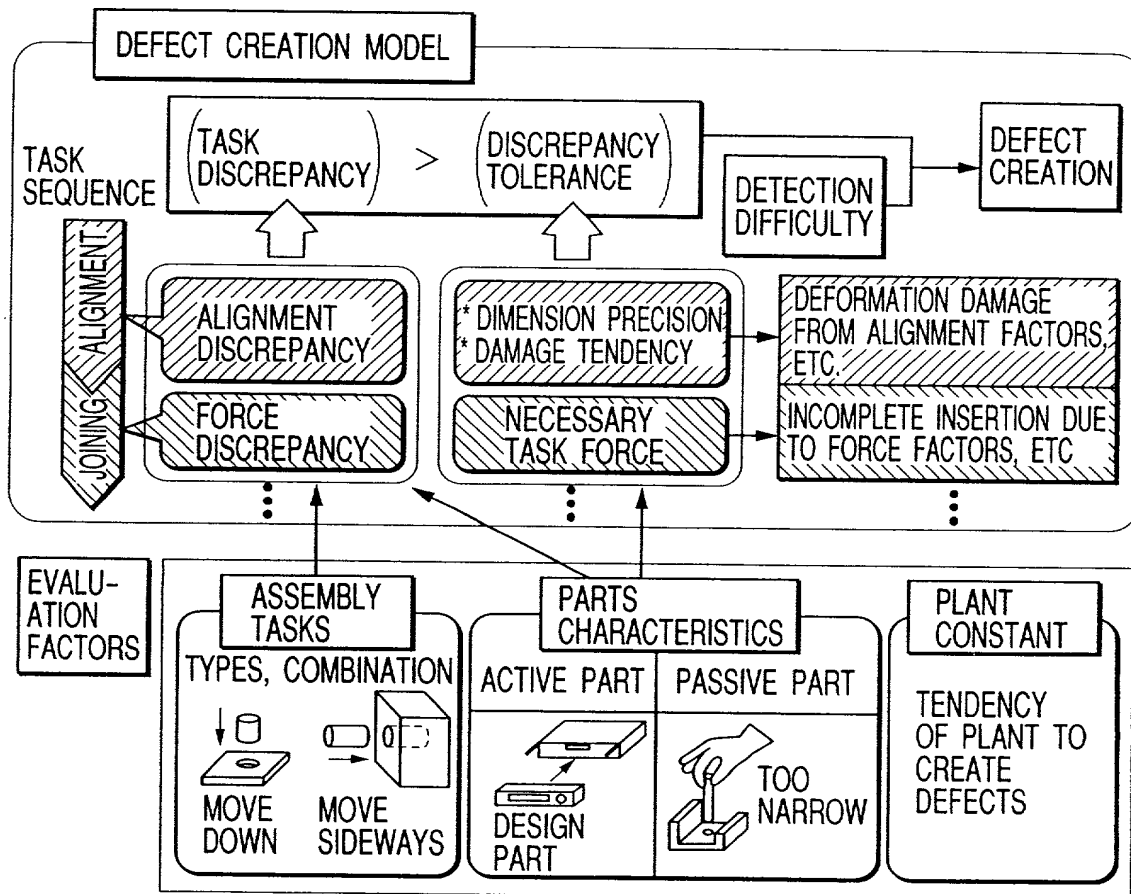 DEFECT CREATION MODEL
TASK
SEQUENCE
TASK
DISCREPANCY
>
DISCREPANCY
TOLERANCE
DETECTION
DIFFICULTY
DEFECT
CREATION
ALIGNMENT
JOINING
ALIGNMENT
DISCREPANCY
* DIMENSION PRECISION
* DAMAGE TENDENCY
DEFORMATION DAMAGE
FROM ALIGNMENT FACTORS,
ETC.
FORCE
DISCREPANCY
NECESSARY
TASK FORCE
INCOMPLETE INSERTION DUE
TO FORCE FACTORS, ETC
EVALU-
ATION
FACTORS
ASSEMBLY
TASKS
TYPES, COMBINATION
MOVE
DOWN
MOVE
SIDEWAYS
PARTS
CHARACTERISTICS
ACTIVE PART
DESIGN
PART
PASSIVE PART
TOO
NARROW
PLANT
CONSTANT
TENDENCY
OF PLANT TO
CREATE
DEFECTS